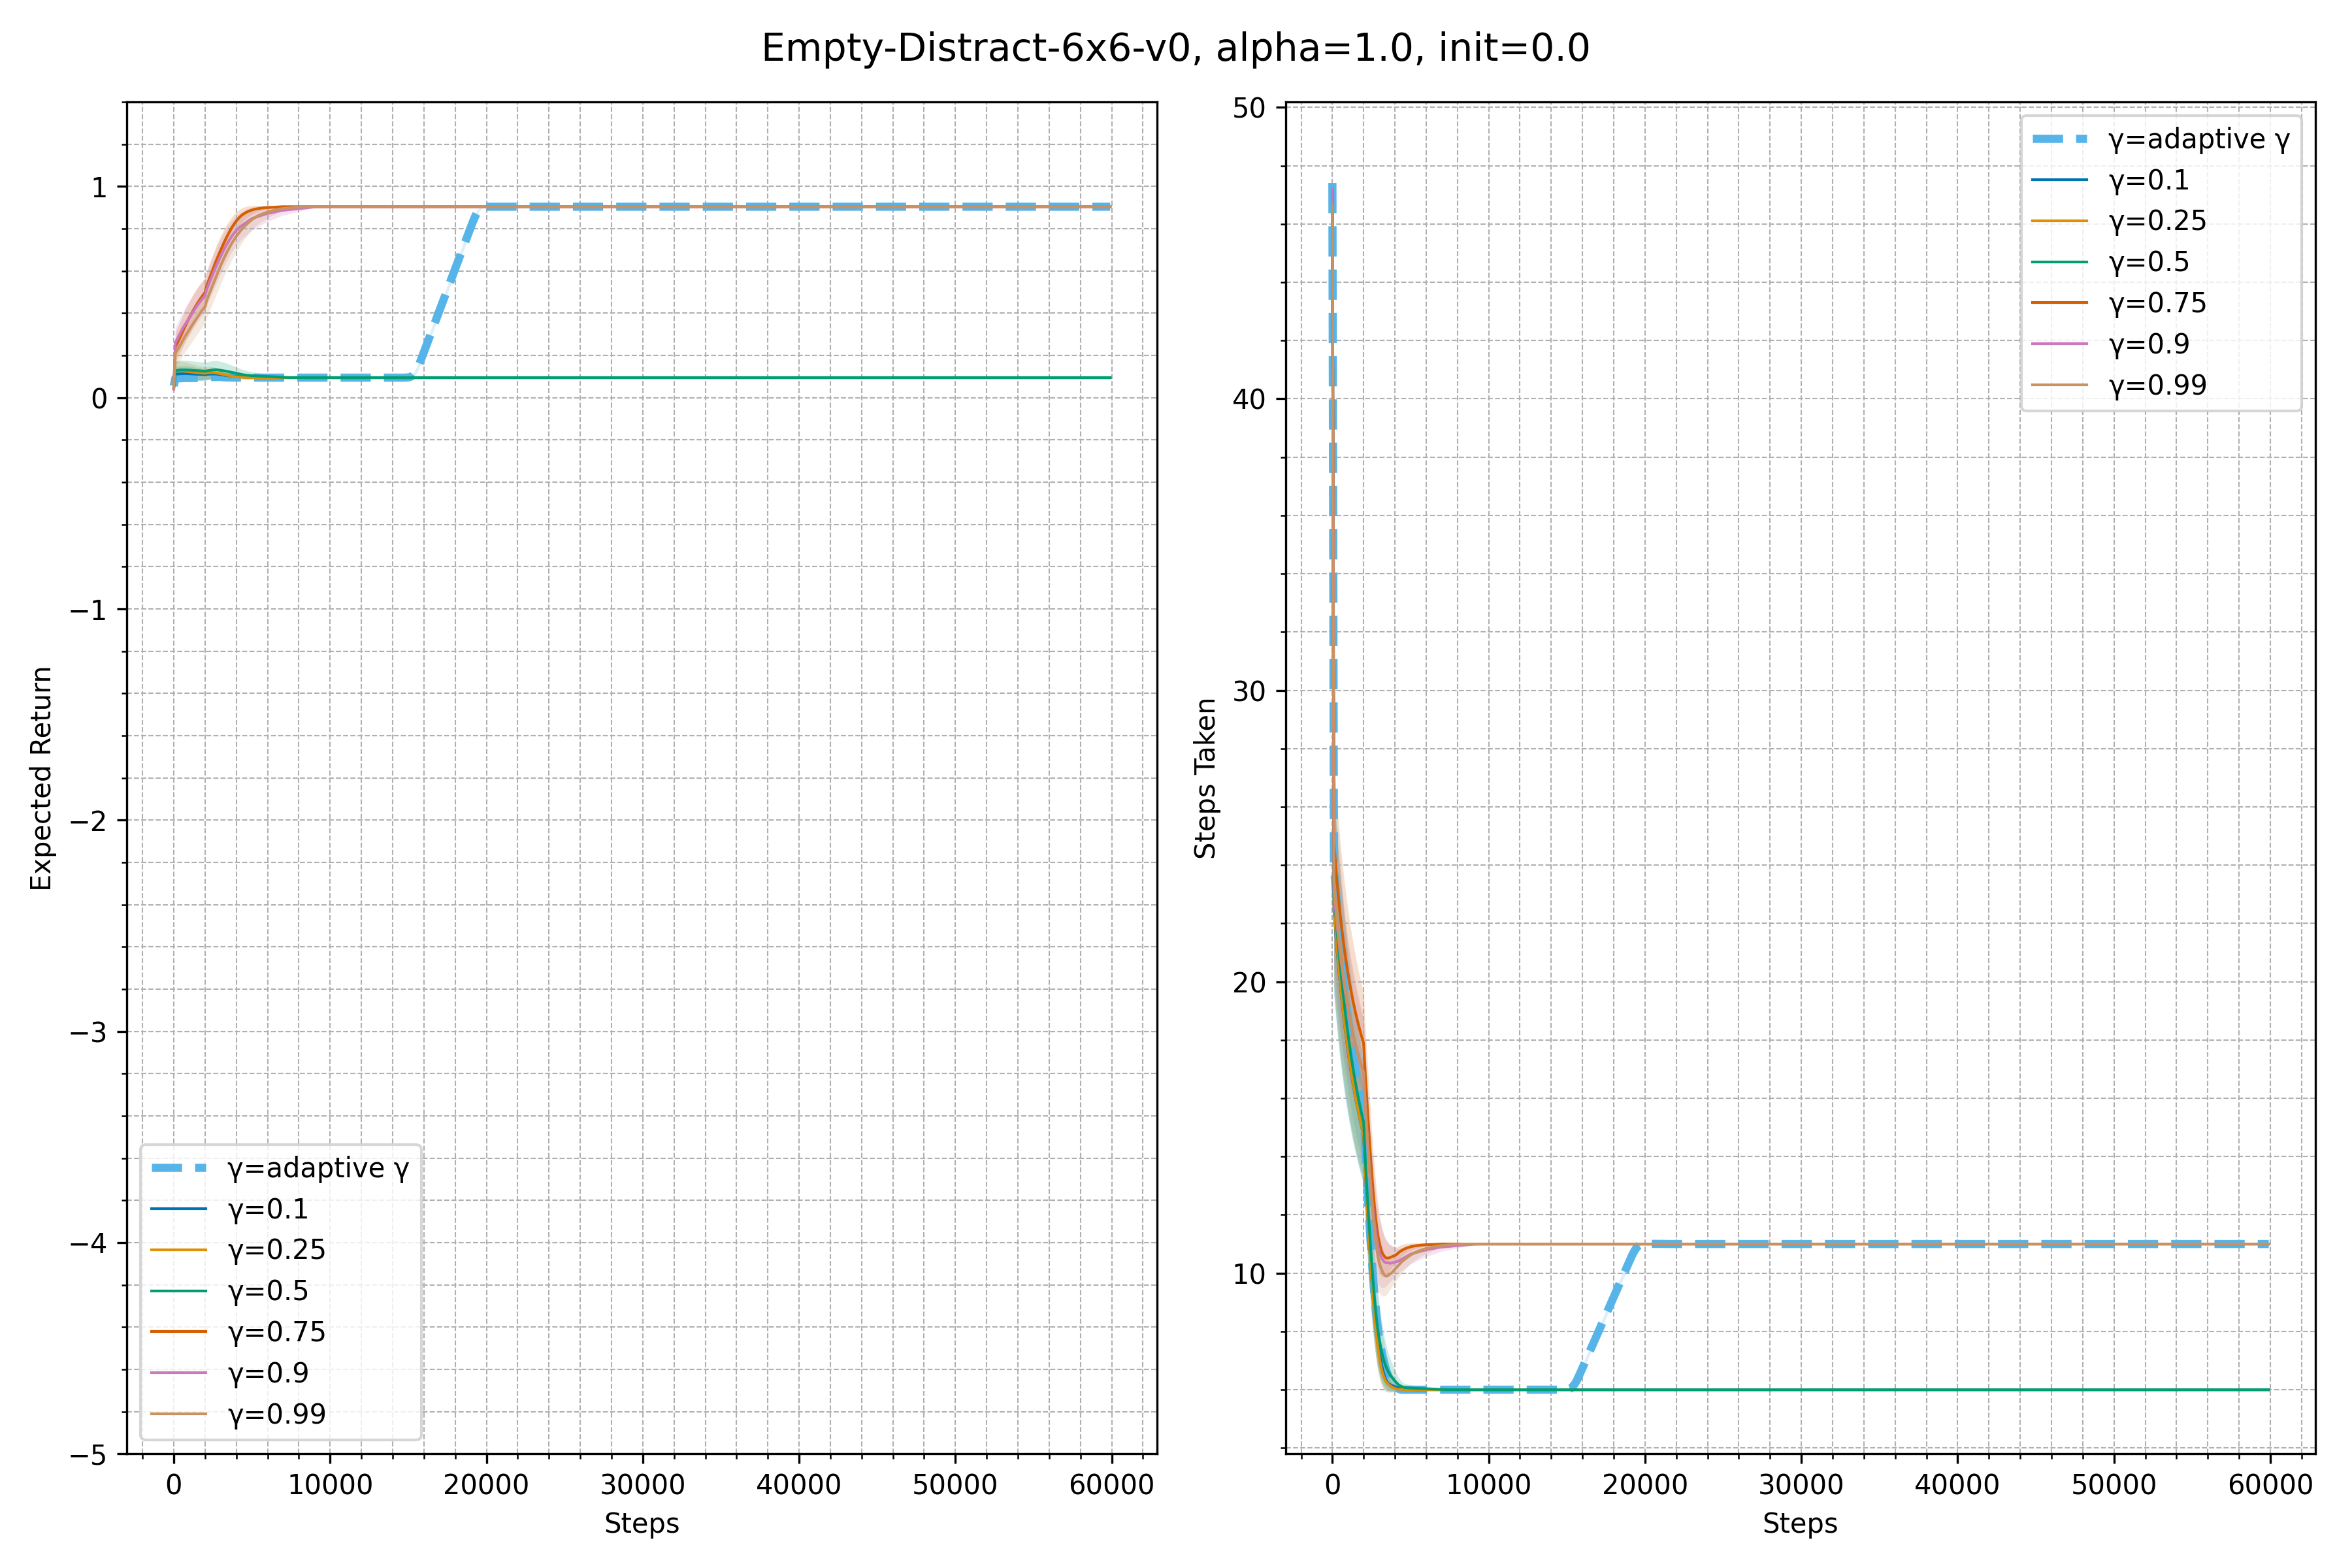 Empty-Distract-6x6-v0, alpha=1.0, init=0.0
1
0
−1
−2
−3
−4
−5
Expected Return
γ=adaptive γ
γ=0.1
γ=0.25
γ=0.5
γ=0.75
γ=0.9
γ=0.99
0
10000
20000
30000
40000
50000
60000
Steps
50
40
30
20
10
Steps Taken
γ=adaptive γ
γ=0.1
γ=0.25
γ=0.5
γ=0.75
γ=0.9
γ=0.99
0
10000
20000
30000
40000
50000
60000
Steps